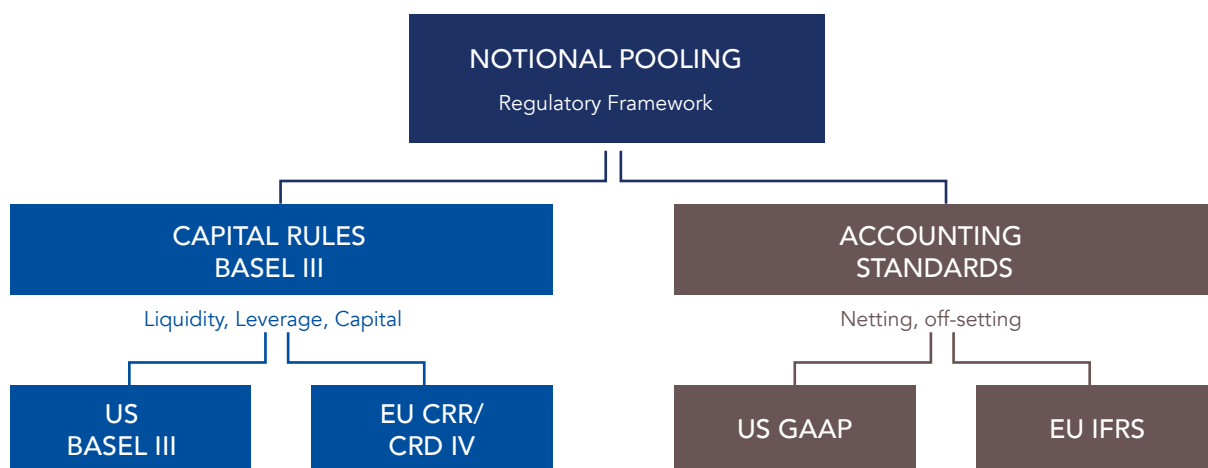 NOTIONAL POOLING
Regulatory Framework
CAPITAL RULES
BASEL III
ACCOUNTING
STANDARDS
Liquidity, Leverage, Capital
Netting, off-setting
US
BASEL III
EU CRR/
CRD IV
US GAAP
EU IFRS